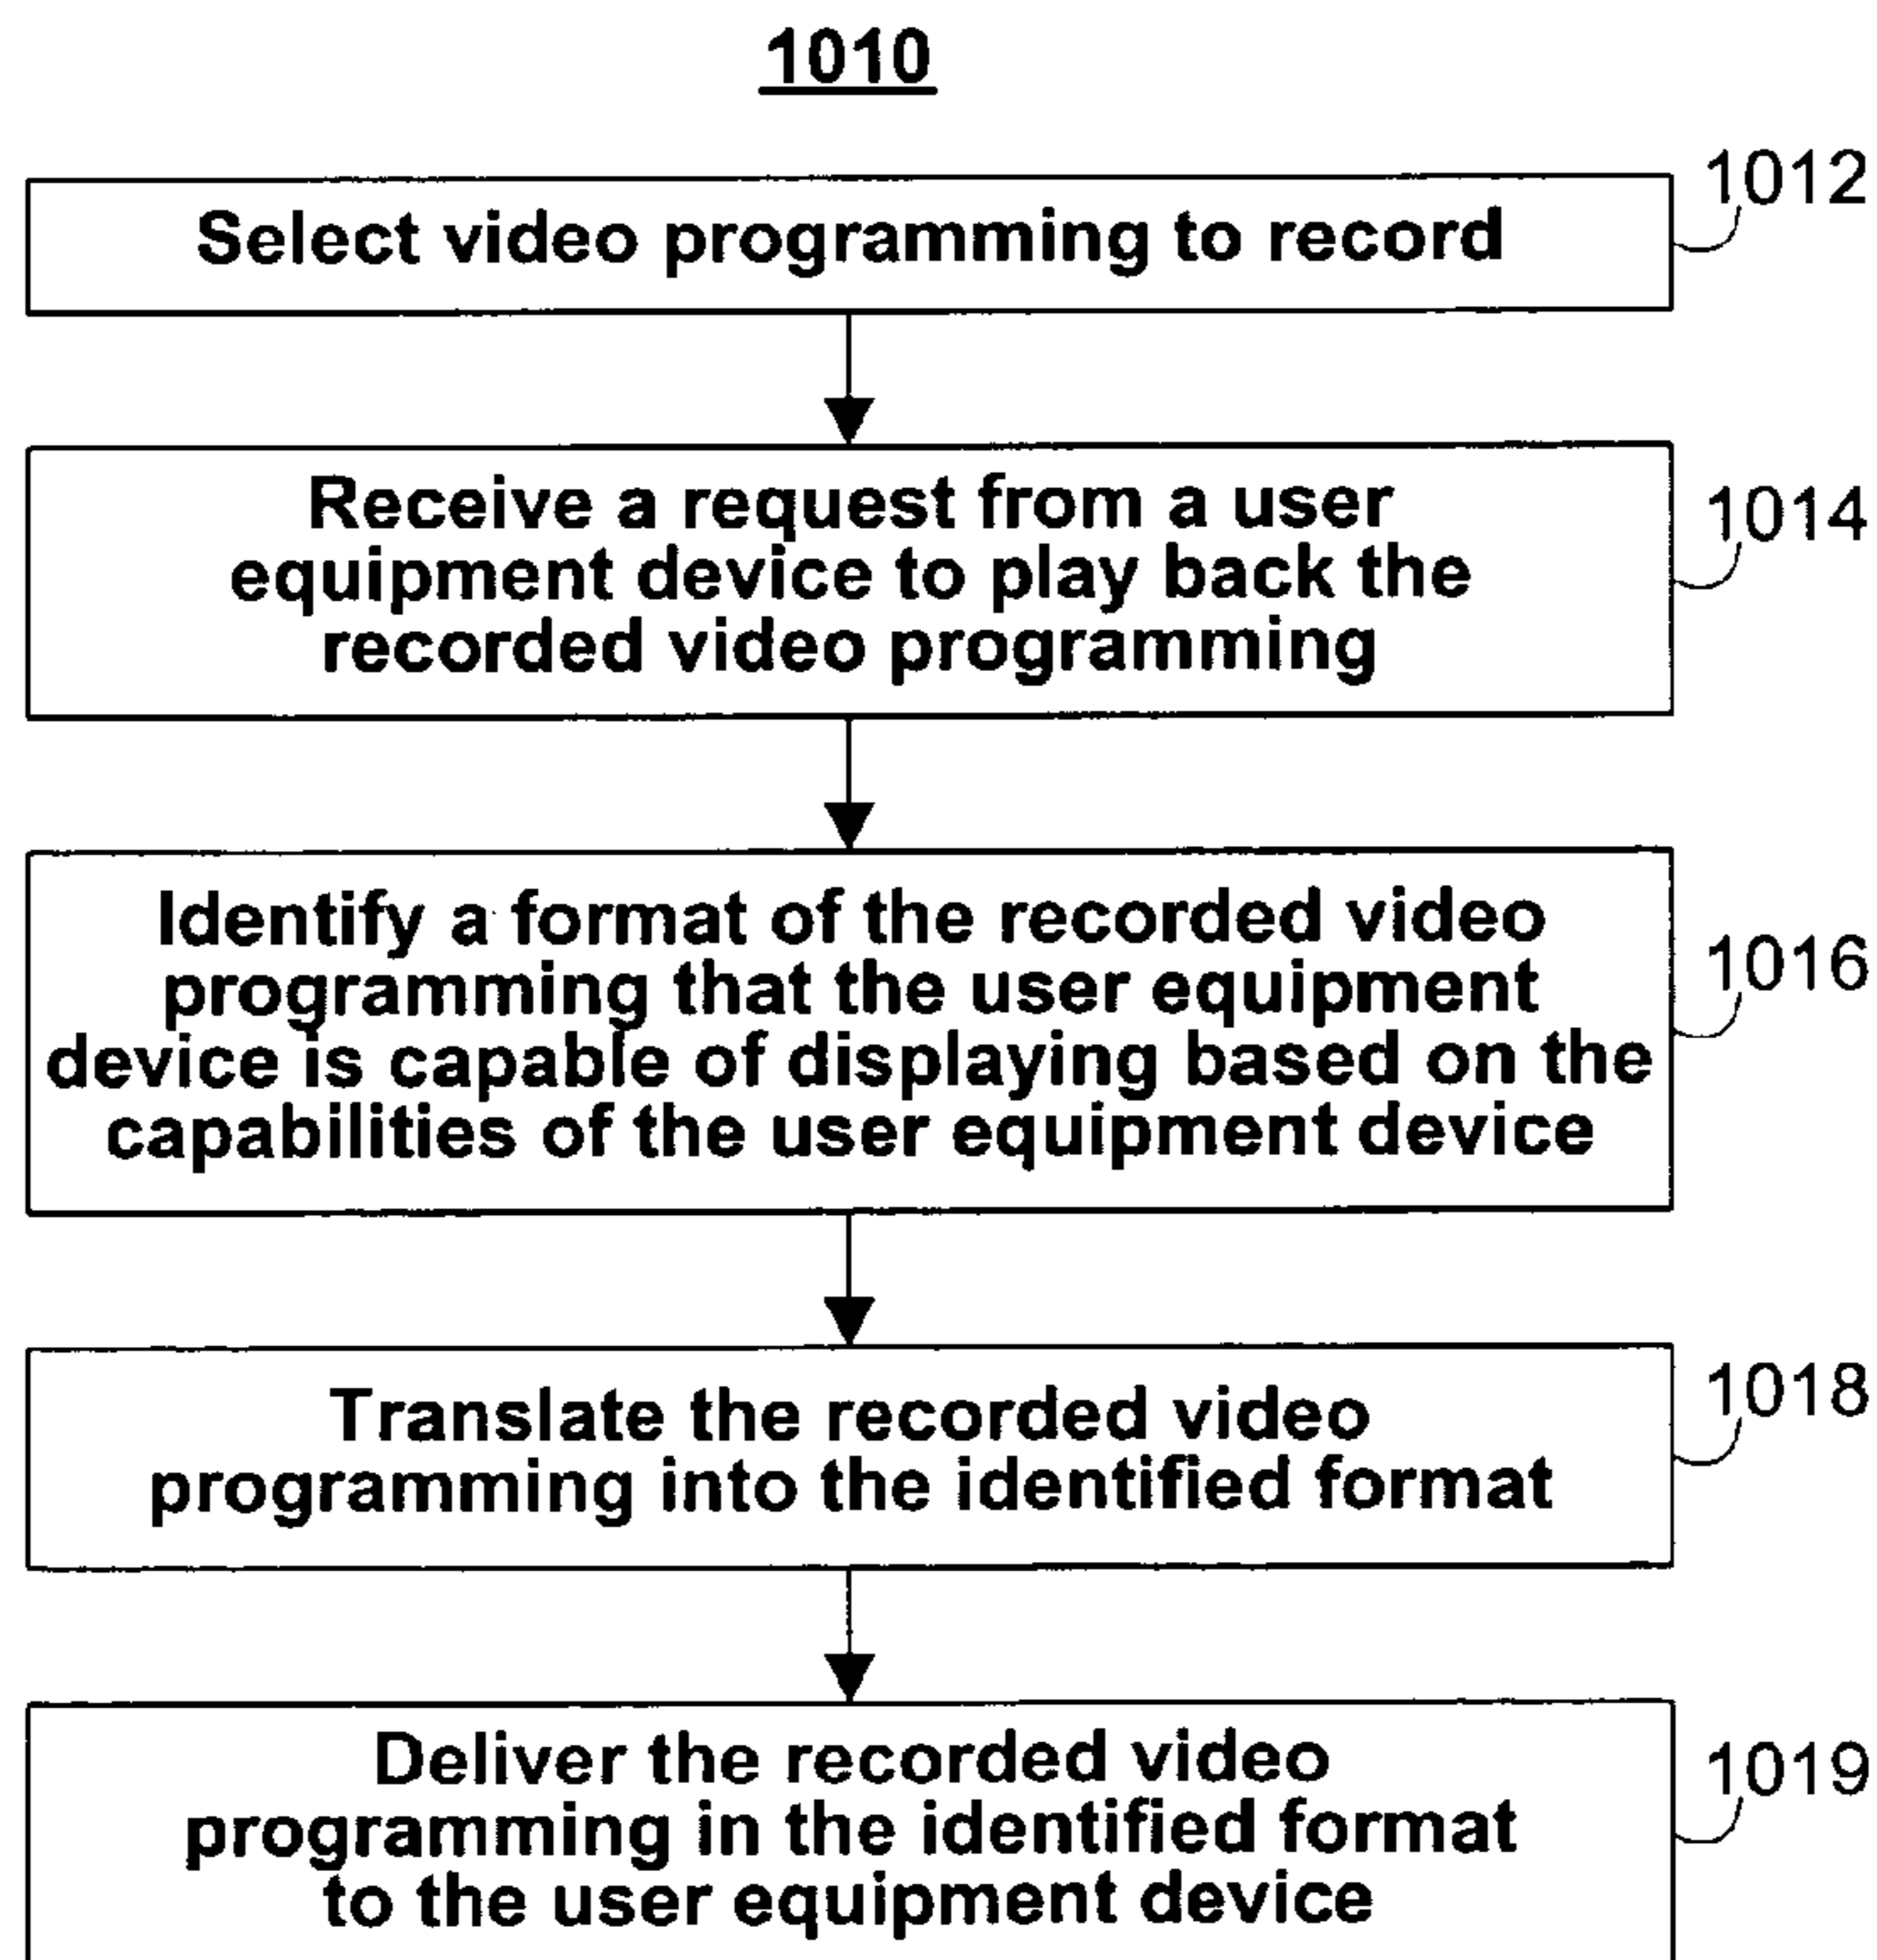 1010
1012
Select video programming to record
1014
Receive a request from a user
equipment device to play back the
recorded video programming
1016
Identify a format of the recorded video
programming that the user equipment
device is capable of displaying based on the
capabilities of the user equipment device
1018
Translate the recorded video
programming into the identified format
1019
Deliver the recorded video
programming in the identified format
to the user equipment device